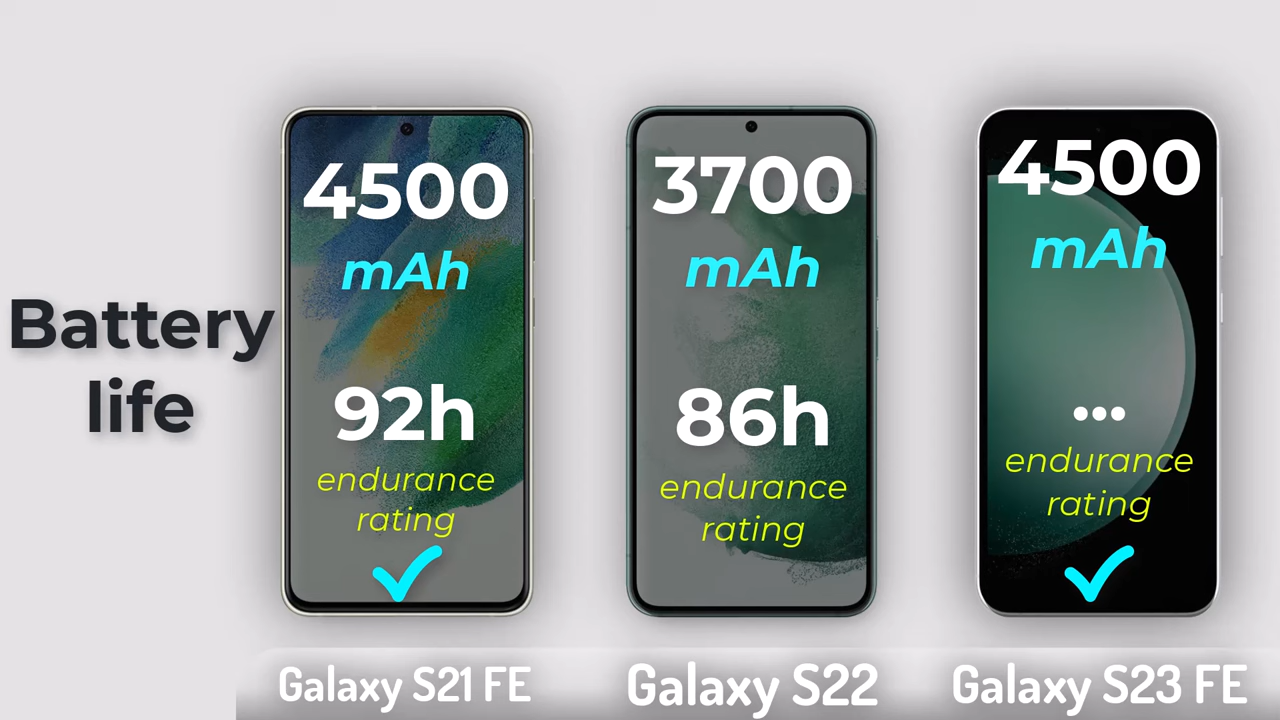 Battery
life
4500
mAh
92h
endurance
rating
Galaxy S21 FE
3700
mAh
86h
endurance
rating
Galaxy S22
4500
mAh
...
endurance
rating
Galaxy S23 FE